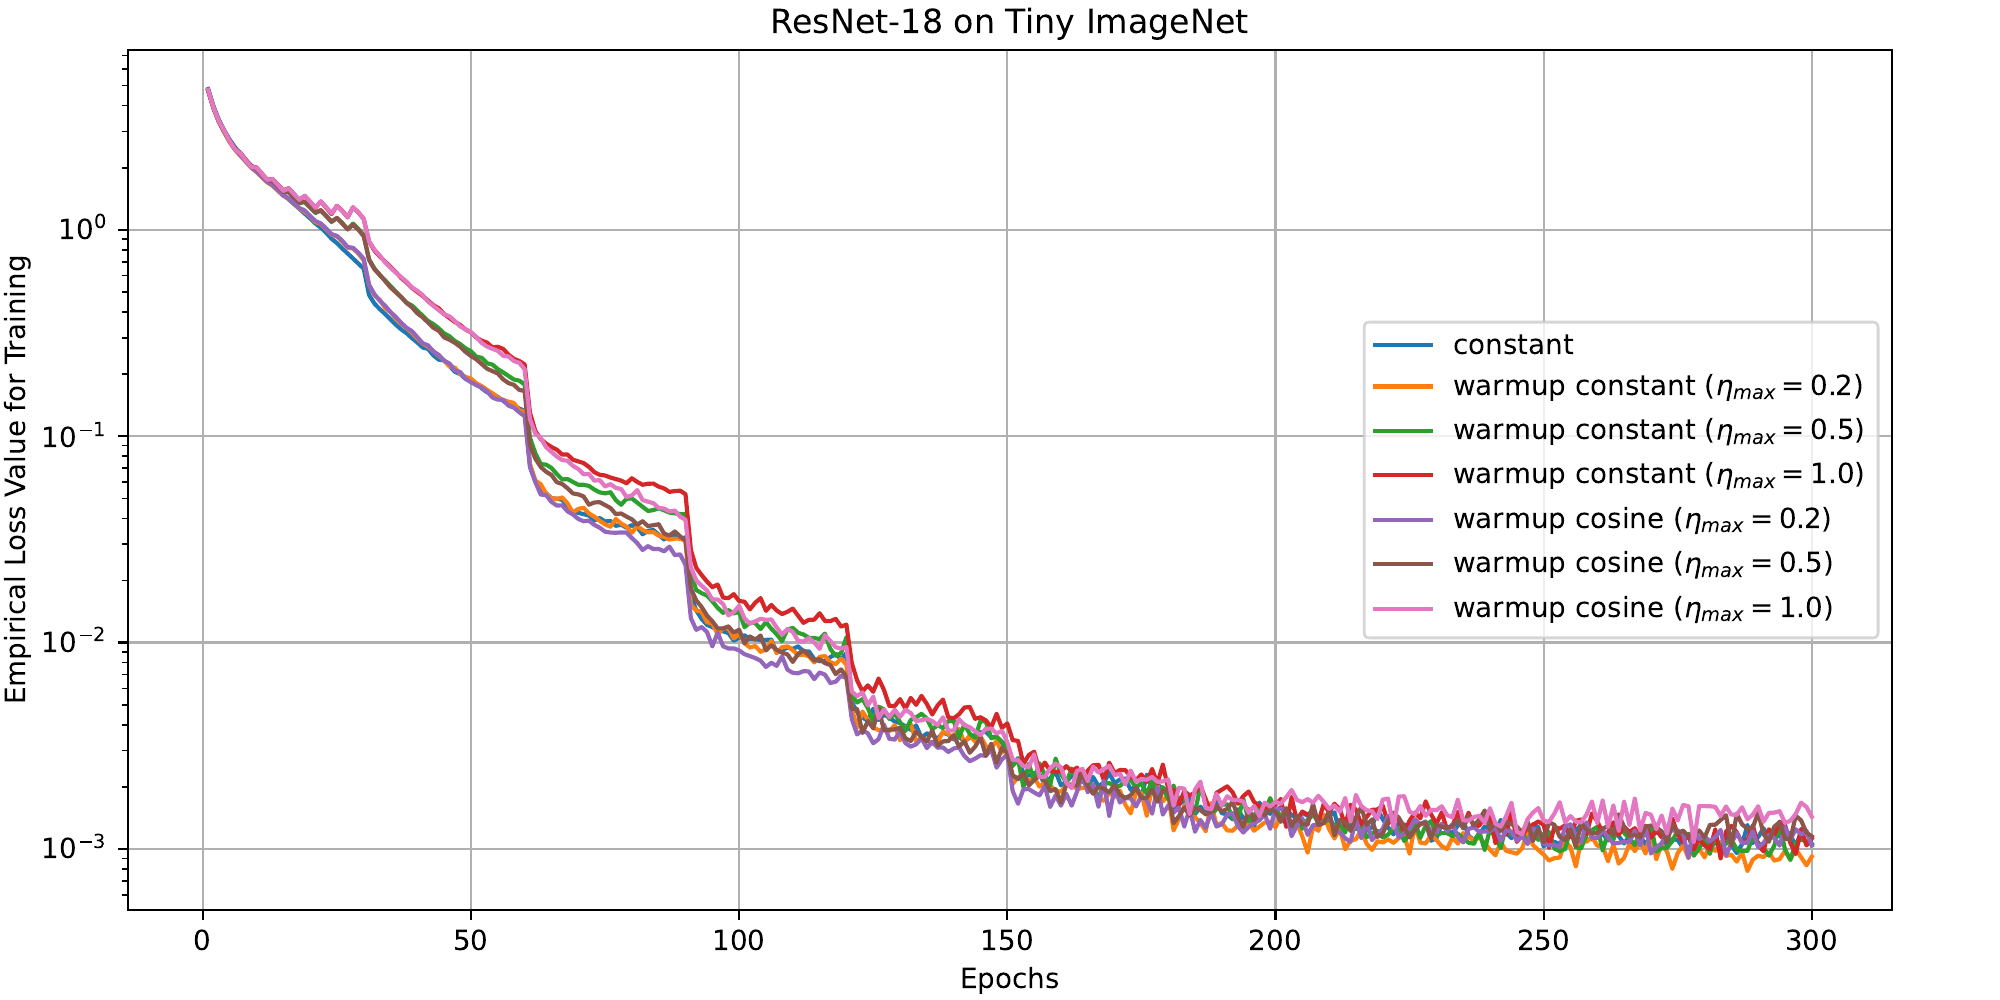 ResNet-18 on Tiny ImageNet
Empirical Loss Value for Training
10⁰
10⁻¹
10⁻²
10⁻³
constant
warmup constant (η_max = 0.2)
warmup constant (η_max = 0.5)
warmup constant (η_max = 1.0)
warmup cosine (η_max = 0.2)
warmup cosine (η_max = 0.5)
warmup cosine (η_max = 1.0)
0 50 100 150 200 250 300
Epochs